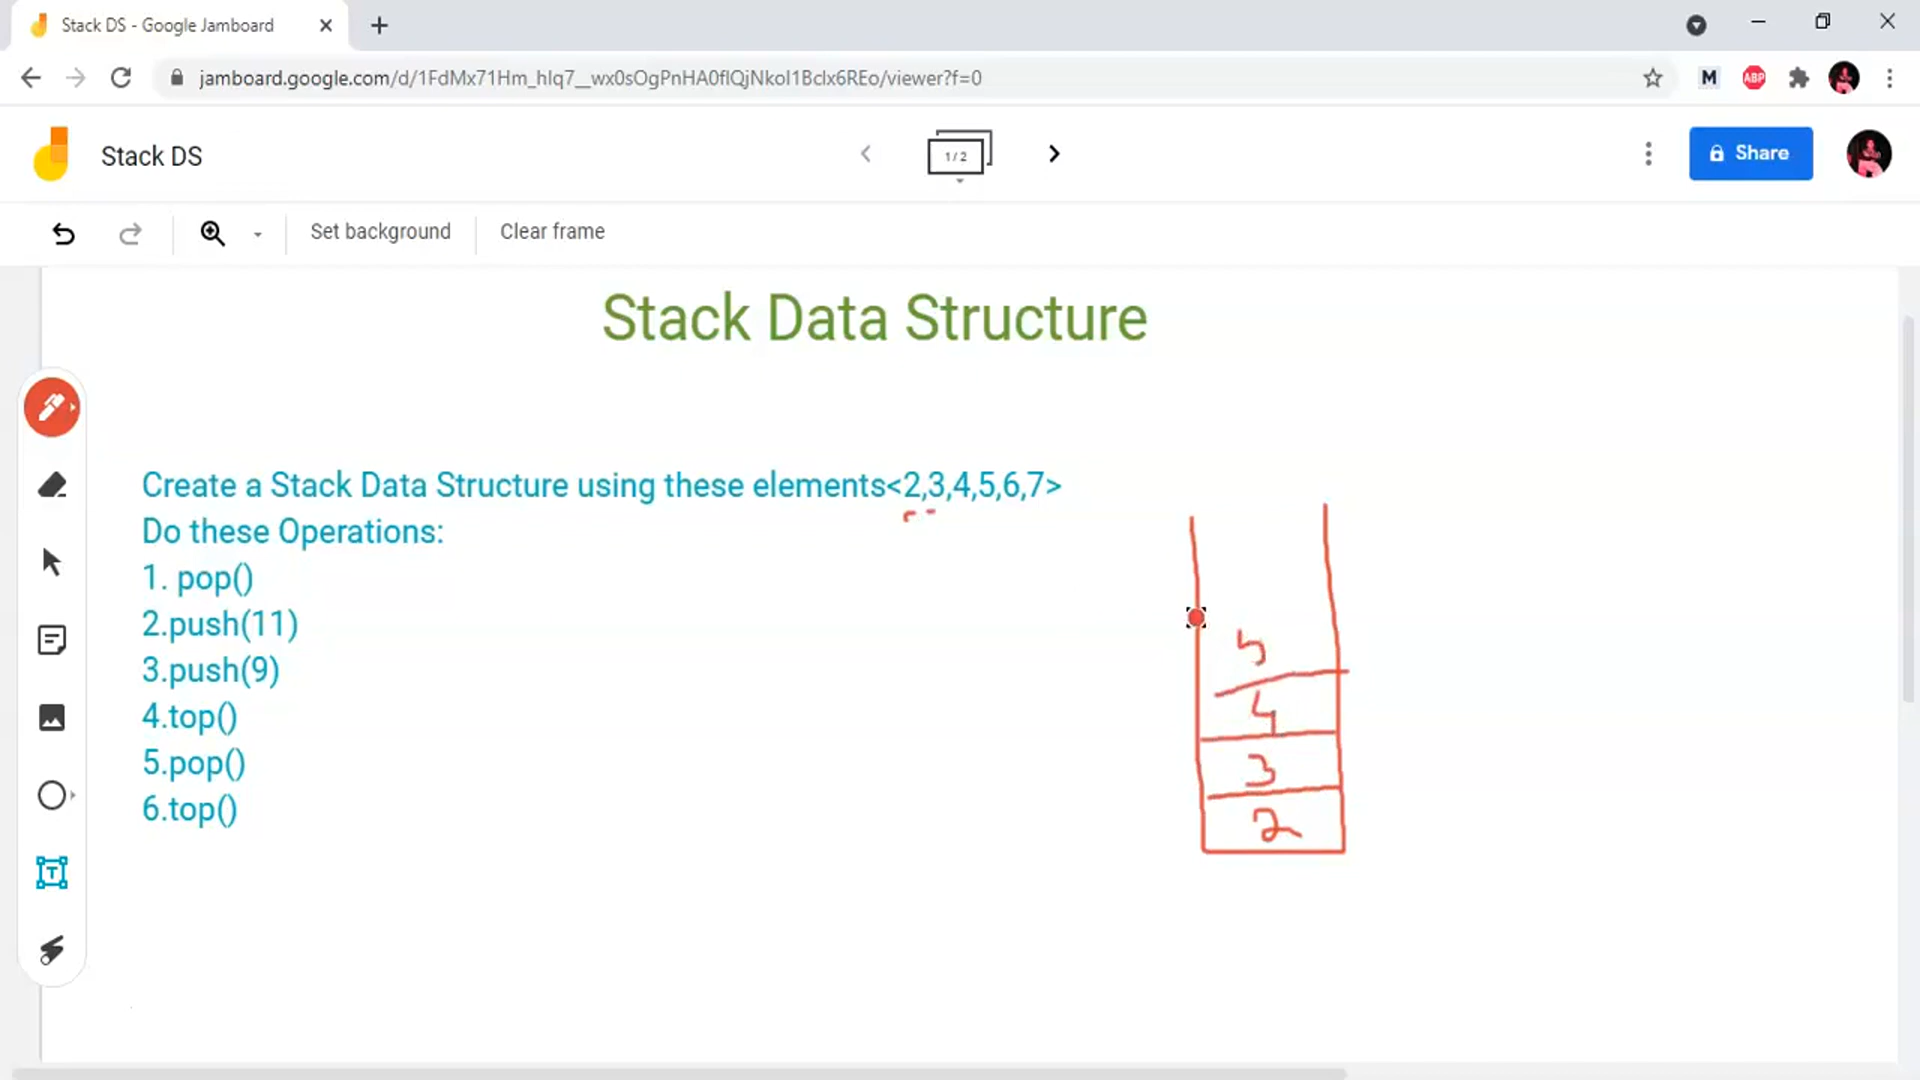 Stack DS - Google Jamboard
jamboard.google.com/d/1FdMx71Hm_hIq7__wx0sOgPnHA0flQjNkoI1Bclx6REo/viewer?f=0
M
ABP
Stack DS
1 / 2
Share
Set background
Clear frame
Stack Data Structure
Create a Stack Data Structure using these elements<2,3,4,5,6,7>
Do these Operations:
1. pop()
2.push(11)
3.push(9)
4.top()
5.pop()
6.top()
5
4
3
2